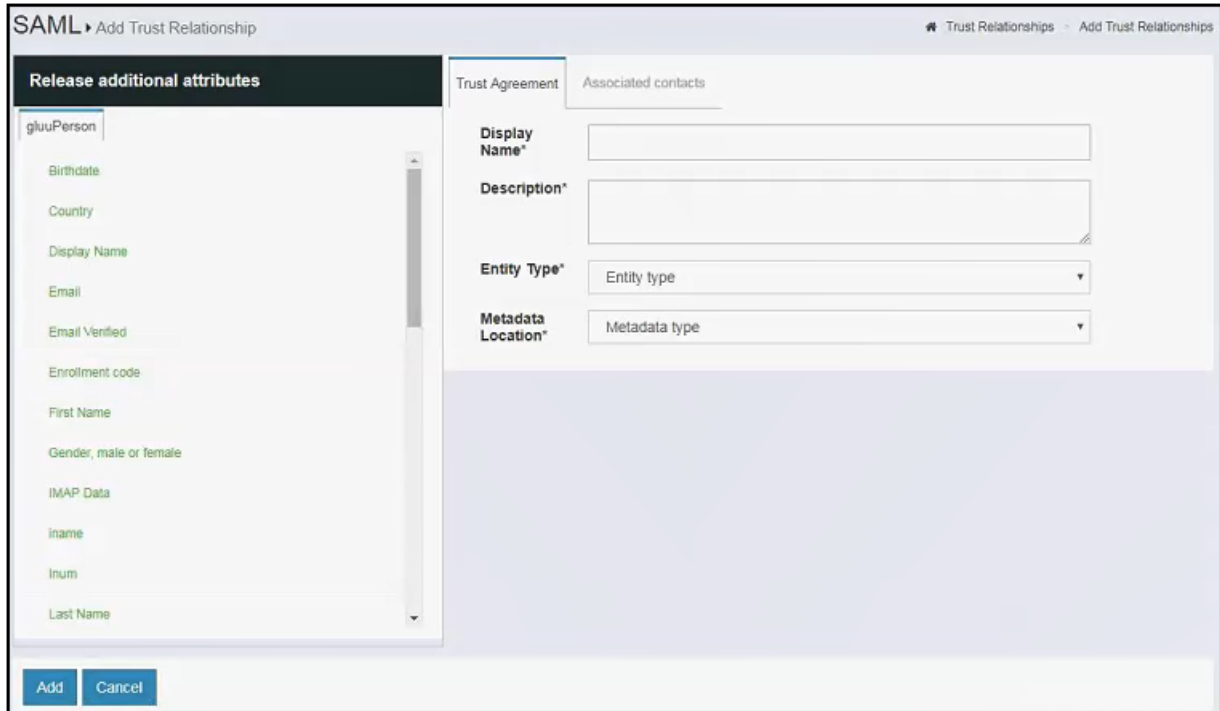 SAML Add Trust Relationship
Trust Relationships - Add Trust Relationships
Release additional attributes
gluuPerson
Birthdate
Country
Display Name
Email
Email Verified
Enrollment code
First Name
Gender, male or female
IMAP Data
iname
Inum
Last Name
Trust Agreement
Associated contacts
Display
Name*
Description*
Entity Type*
Entity type
Metadata
Location*
Metadata type
Add
Cancel